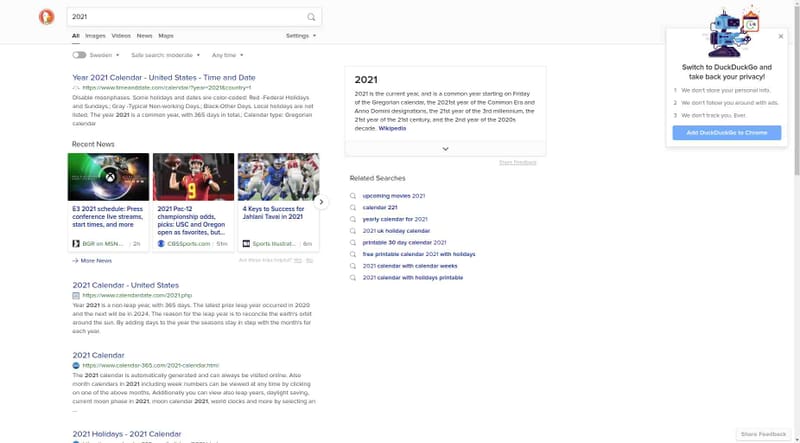 2021
All Images Videos News Maps Settings
Sweden Safe search: moderate Any time
Year 2021 Calendar - United States - Time and Date
https://www.timeanddate.com/calendar/?year=2021&country=1
Disable moonphases. Some holidays and dates are color-coded: Red -Federal Holidays
and Sundays.; Gray -Typical Non-working Days.; Black-Other Days. Local holidays are not
listed. The year 2021 is a common year, with 365 days in total.; Calendar type: Gregorian
calendar
Recent News
E3 2021 schedule: Press
conference live streams,
start times, and more
BGR on MSN... 2h
2021 Pac-12
championship odds,
picks: USC and Oregon
open as favorites, but...
CBSSports.com 51m
4 Keys to Success for
Jahlani Tavai in 2021
Sports Illustrat... 6m
More News
Are these links helpful? Yes No
2021 Calendar - United States
https://www.calendardate.com/2021.php
Year 2021 is a non-leap year, with 365 days. The latest prior leap year occurred in 2020
and the next will be in 2024. The reason for the leap year is to reconcile the earth's orbit
around the sun. By adding days to the year the seasons stay in step with the month's for
each year.
2021 Calendar
https://www.calendar-365.com/2021-calendar.html
The 2021 calendar is automatically generated and can always be visited online. Also
month calendars in 2021 including week numbers can be viewed at any time by clicking
on one of the above months. Additionally you can view also leap years, daylight saving,
current moon phase in 2021, moon calendar 2021, world clocks and more by selecting an
...
2021 Holidays - 2021 Calendar
2021
2021 is the current year, and is a common year starting on Friday
of the Gregorian calendar, the 2021st year of the Common Era and
Anno Domini designations, the 21st year of the 3rd millennium, the
21st year of the 21st century, and the 2nd year of the 2020s
decade. Wikipedia
Share Feedback
Related Searches
upcoming movies 2021
calendar 221
yearly calendar for 2021
2021 uk holiday calendar
printable 30 day calendar 2021
free printable calendar 2021 with holidays
2021 calendar with calendar weeks
2021 calendar with holidays printable
Switch to DuckDuckGo and
take back your privacy!
1 We don't store your personal info.
2 We don't follow you around with ads.
3 We don't track you. Ever.
Add DuckDuckGo to Chrome
Share Feedback